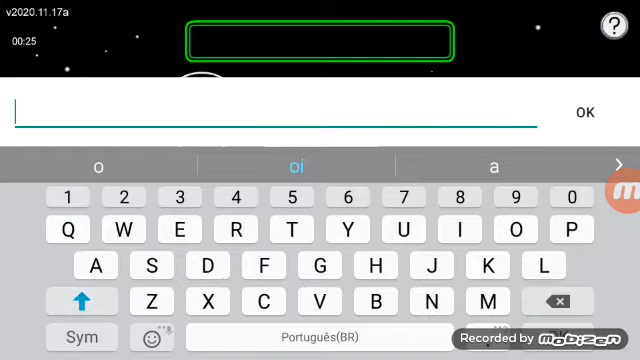 v2020.11.17a
00:25
?
OK
o oi a
1 2 3 4 5 6 7 8 9 0
Q W E R T Y U I O P
A S D F G H J K L
Z X C V B N M
Sym Português(BR)
Recorded by mobizen